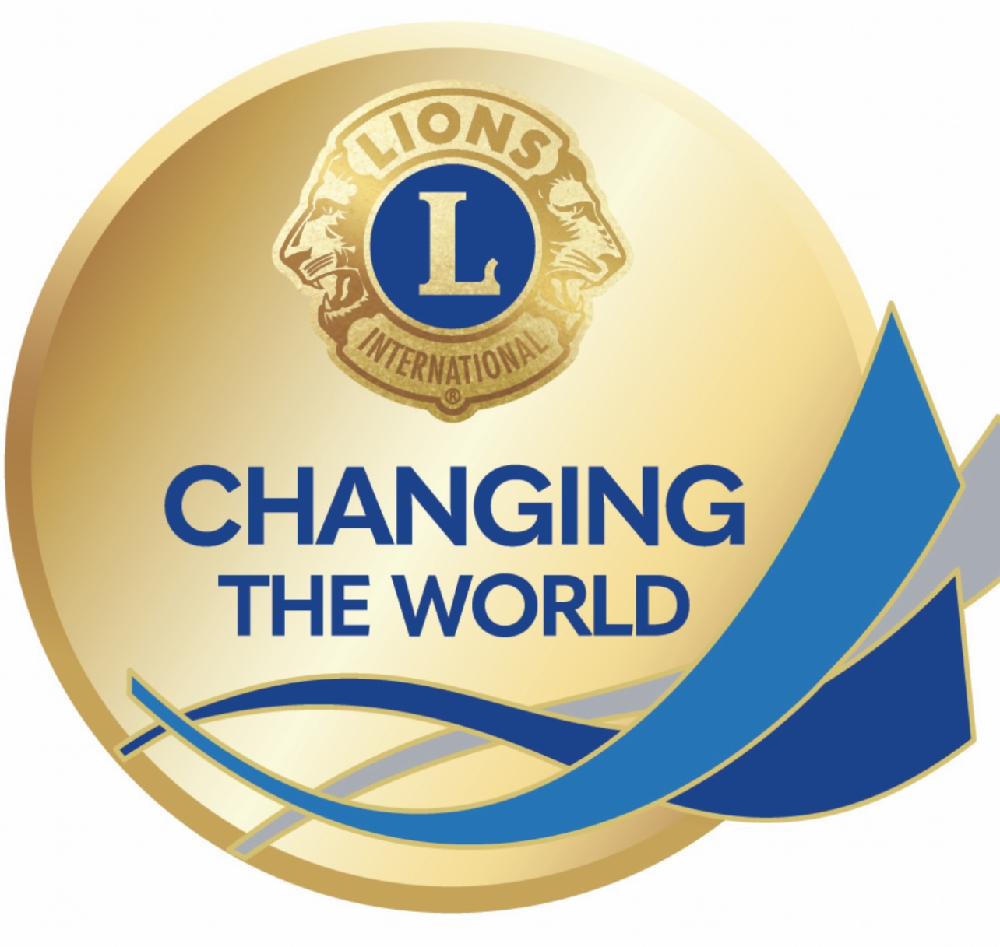 LIONS
L
INTERNATIONAL
®
CHANGING
THE WORLD